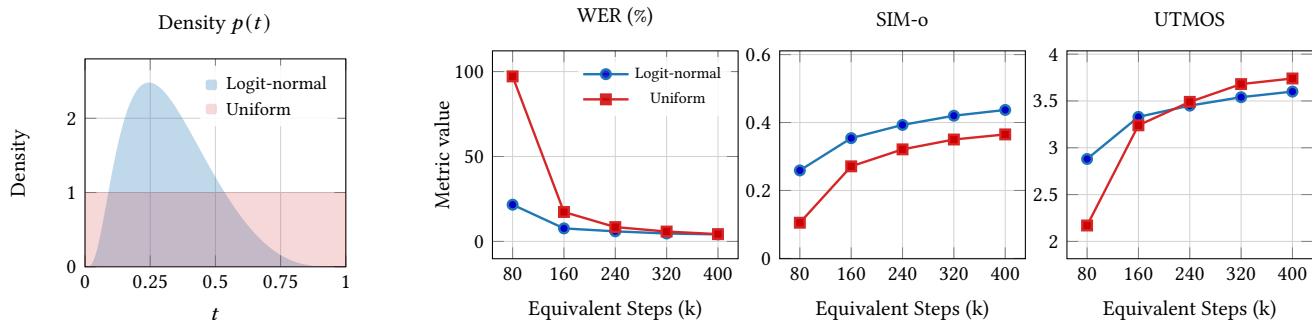 Density p(t)
Density
0
1
2
0
0.25
0.5
0.75
1
t
Logit-normal
Uniform
WER (%)
Metric value
100
50
0
80
160
240
320
400
Equivalent Steps (k)
Logit-normal
Uniform
SIM-o
0.6
0.4
0.2
0
80
160
240
320
400
Equivalent Steps (k)
UTMOS
4
3.5
3
2.5
2
80
160
240
320
400
Equivalent Steps (k)